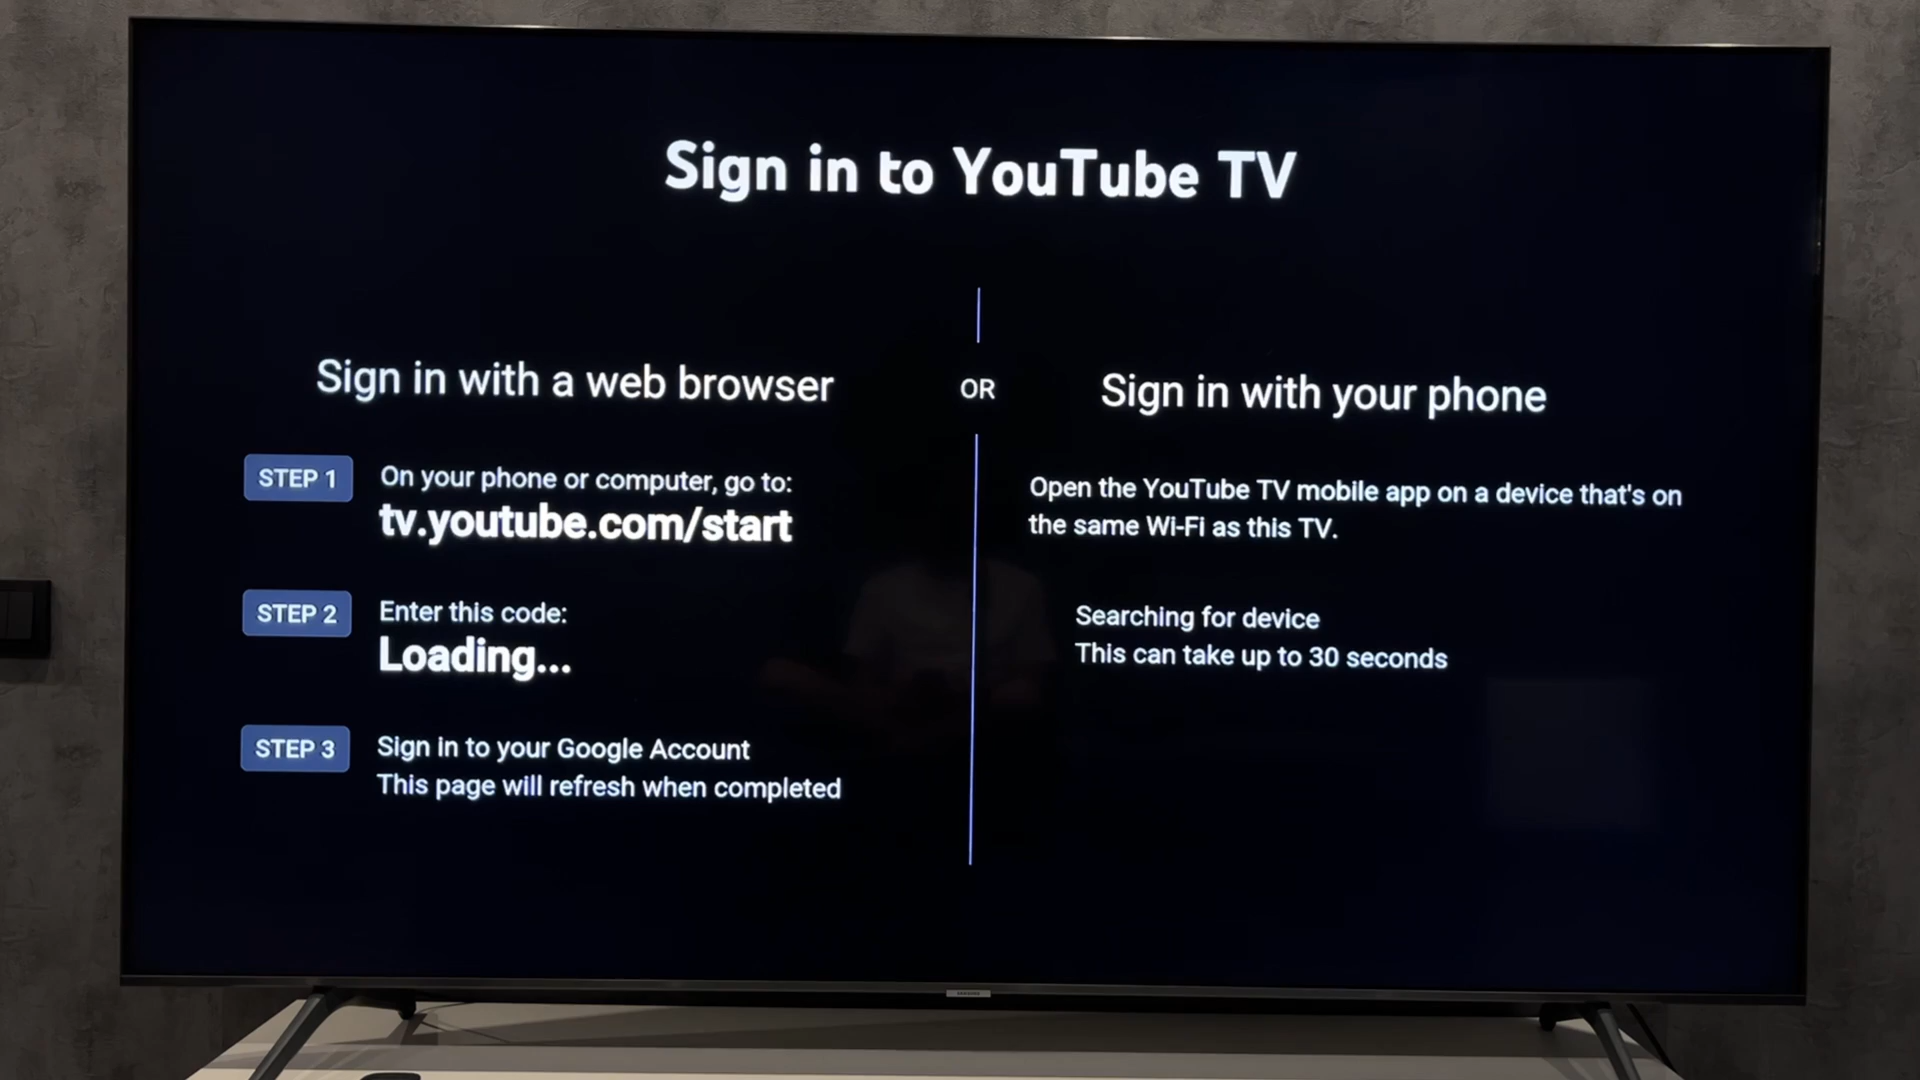 Sign in to YouTube TV
Sign in with a web browser
STEP 1
On your phone or computer, go to:
tv.youtube.com/start
STEP 2
Enter this code:
Loading...
STEP 3
Sign in to your Google Account
This page will refresh when completed
OR
Sign in with your phone
Open the YouTube TV mobile app on a device that's on
the same Wi-Fi as this TV.
Searching for device
This can take up to 30 seconds